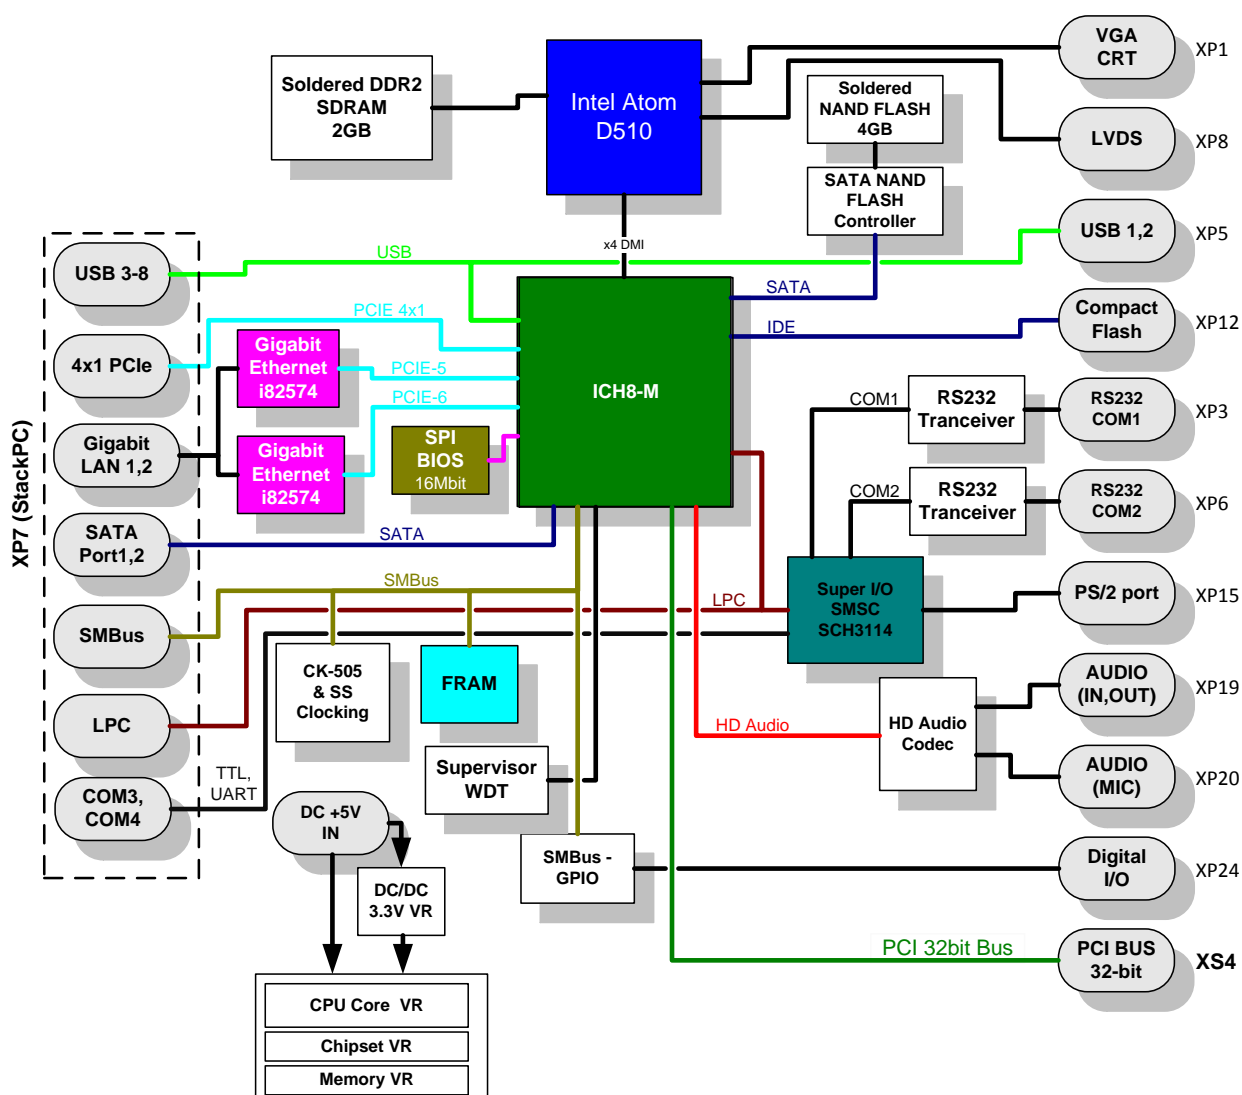 VGA
CRT
XP1
Soldered DDR2
SDRAM
2GB
Intel Atom
D510
Soldered
NAND FLASH
4GB
LVDS
XP8
SATA NAND
FLASH
Controller
x4 DMI
USB 1,2
XP5
USB
USB 3-8
SATA
PCIE 4x1
IDE
Compact
Flash
XP12
4x1 PCIe
Gigabit
Ethernet
i82574
PCIE-5
PCIE-6
ICH8-M
COM1
RS232
Tranceiver
RS232
COM1
XP3
XP7 (StackPC)
Gigabit
LAN 1,2
Gigabit
Ethernet
i82574
SPI
BIOS
16Mbit
COM2
RS232
Tranceiver
RS232
COM2
XP6
SATA
Port1,2
SATA
SMBus
SMBus
LPC
Super I/O
SMSC
SCH3114
PS/2 port
XP15
CK-505
& SS
Clocking
FRAM
LPC
HD Audio
HD Audio
Codec
AUDIO
(IN,OUT)
XP19
AUDIO
(MIC)
XP20
TTL,
UART
COM3,
COM4
Supervisor
WDT
DC +5V
IN
SMBus -
GPIO
Digital
I/O
XP24
DC/DC
3.3V VR
PCI 32bit Bus
PCI BUS
32-bit
XS4
CPU Core VR
Chipset VR
Memory VR